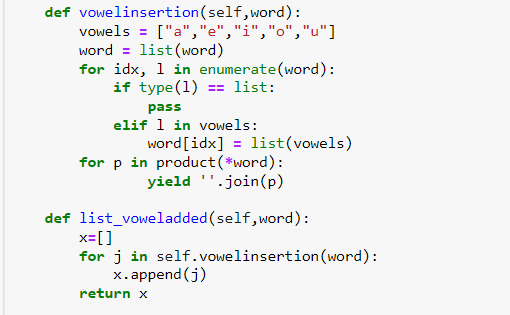 def vowelinsertion(self,word):
    vowels = ["a","e","i","o","u"]
    word = list(word)
    for idx, l in enumerate(word):
        if type(l) == list:
            pass
        elif l in vowels:
            word[idx] = list(vowels)
    for p in product(*word):
            yield ''.join(p)

def list_voweladded(self,word):
    x=[]
    for j in self.vowelinsertion(word):
        x.append(j)
    return x